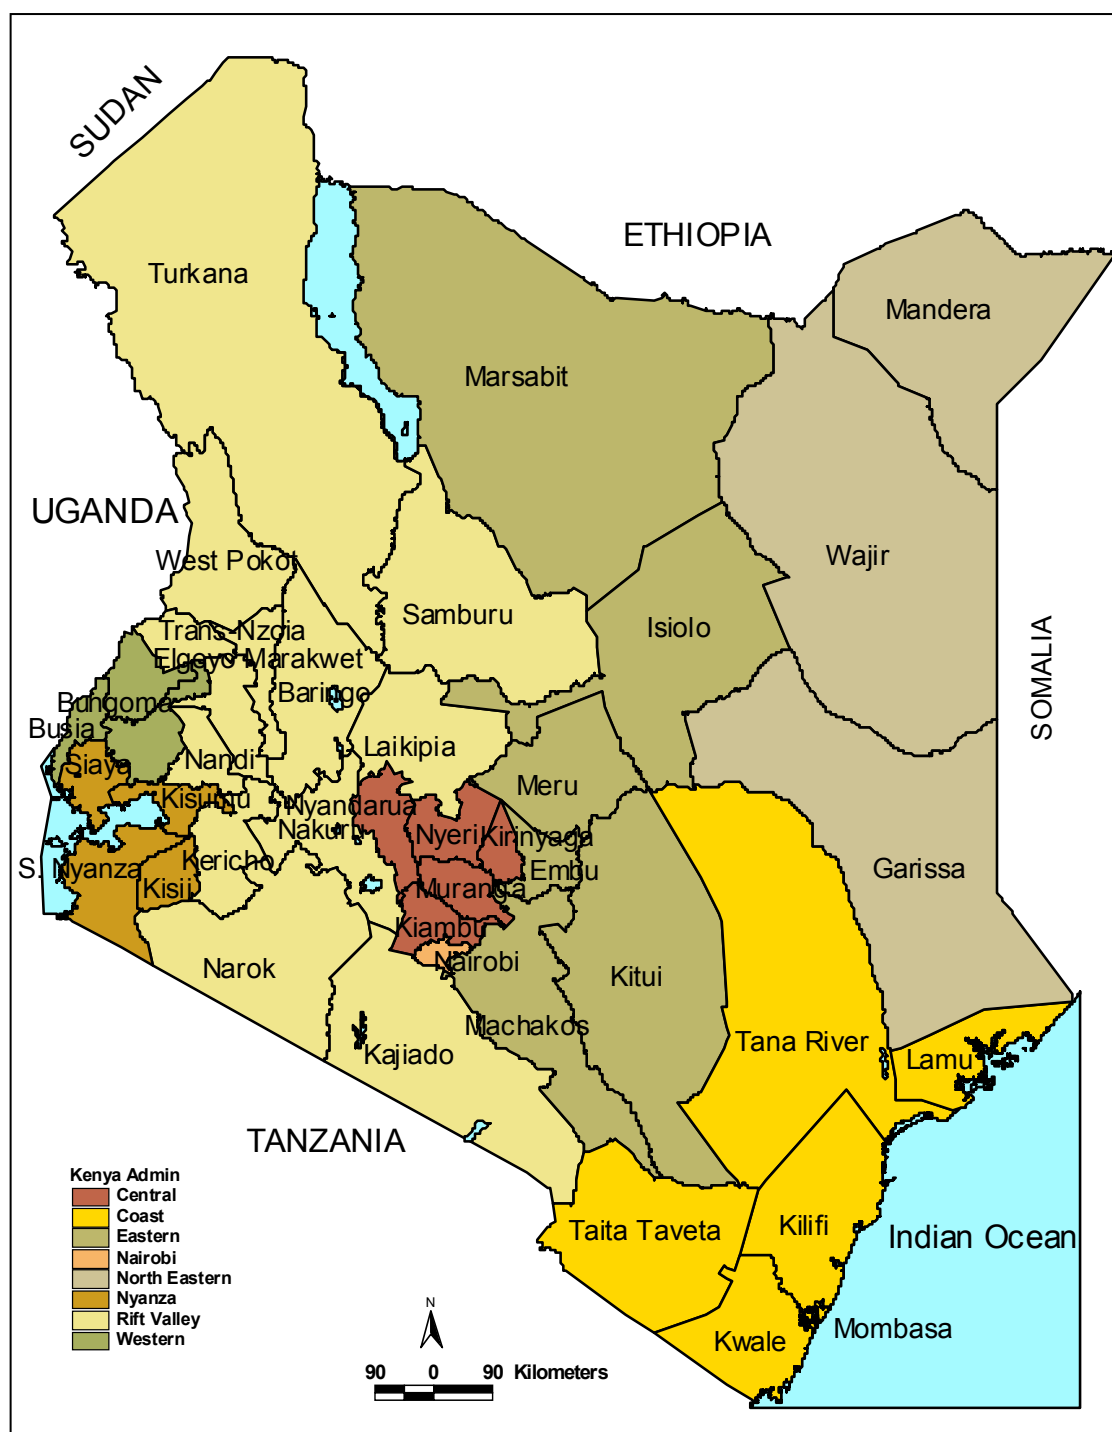 SUDAN
ETHIOPIA
Turkana
Mandera
Marsabit
UGANDA
West Pokot
Wajir
Samburu
Isiolo
Trans-Nzoia
Elgeyo Marakwet
SOMALIA
Bungoma
Baringo
Busia
Siaya
Nandi
Laikipia
Meru
Kisumu
Nyandarua
Nakuru
Nyeri
Kirinyaga
S. Nyanza
Kericho
Embu
Garissa
Kisii
Muranga
Kiambu
Narok
Nairobi
Kitui
Machakos
Kajiado
Tana River
Lamu
TANZANIA
Kenya Admin
Central
Coast
Eastern
Nairobi
North Eastern
Nyanza
Rift Valley
Western
Taita Taveta
Kilifi
Indian Ocean
Kwale
Mombasa
N
90 0 90 Kilometers